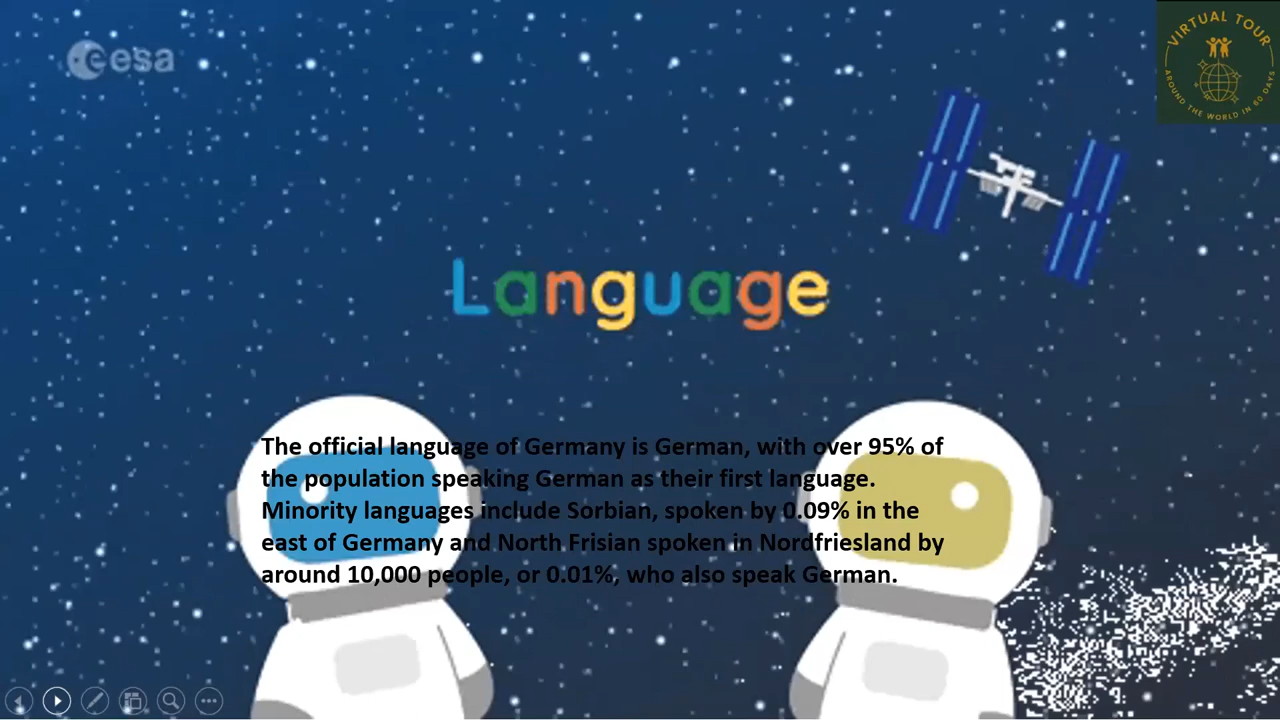 eesa
VIRTUAL TOUR
AROUND THE WORLD IN 80 DAYS
Language
The official language of Germany is German, with over 95% of
the population speaking German as their first language.
Minority languages include Sorbian, spoken by 0.09% in the
east of Germany and North Frisian spoken in Nordfriesland by
around 10,000 people, or 0.01%, who also speak German.